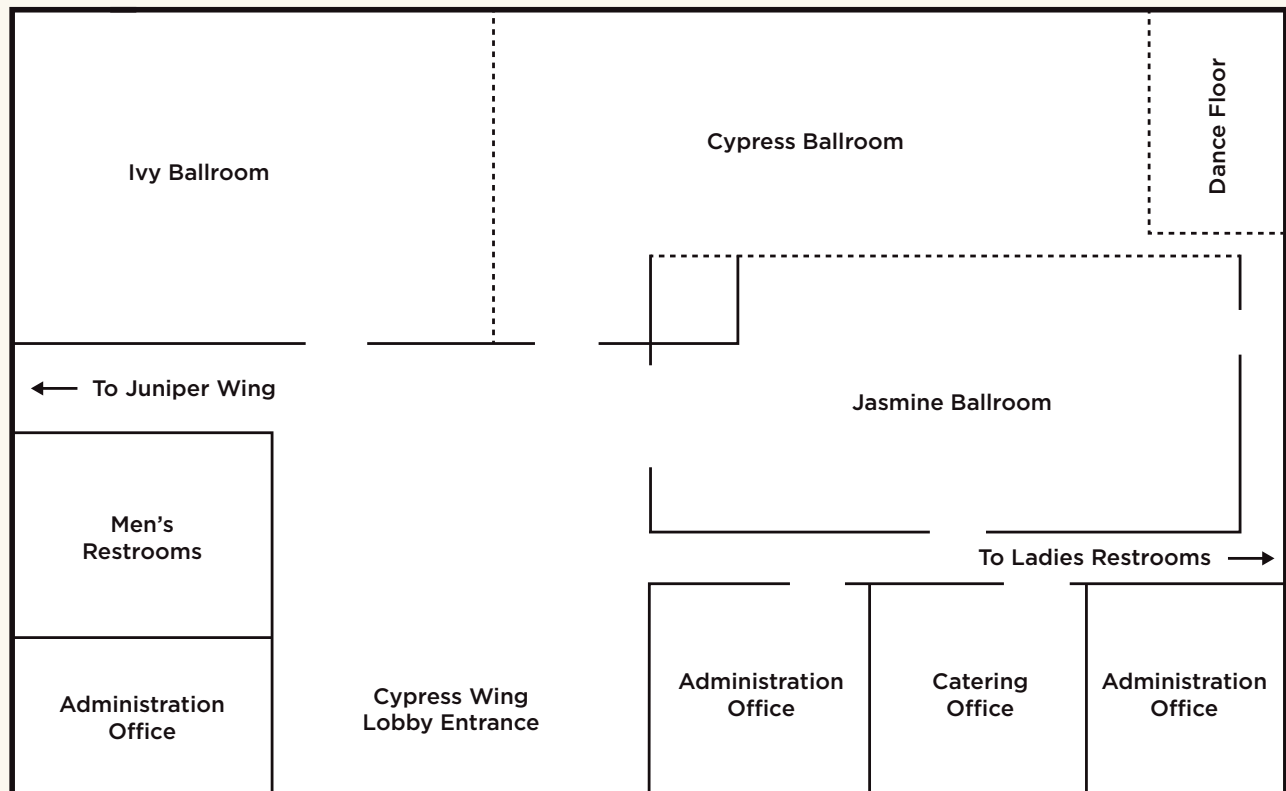 Ivy Ballroom
Cypress Ballroom
Dance Floor
To Juniper Wing
Jasmine Ballroom
Men’s
Restrooms
To Ladies Restrooms
Administration
Office
Cypress Wing
Lobby Entrance
Administration
Office
Catering
Office
Administration
Office